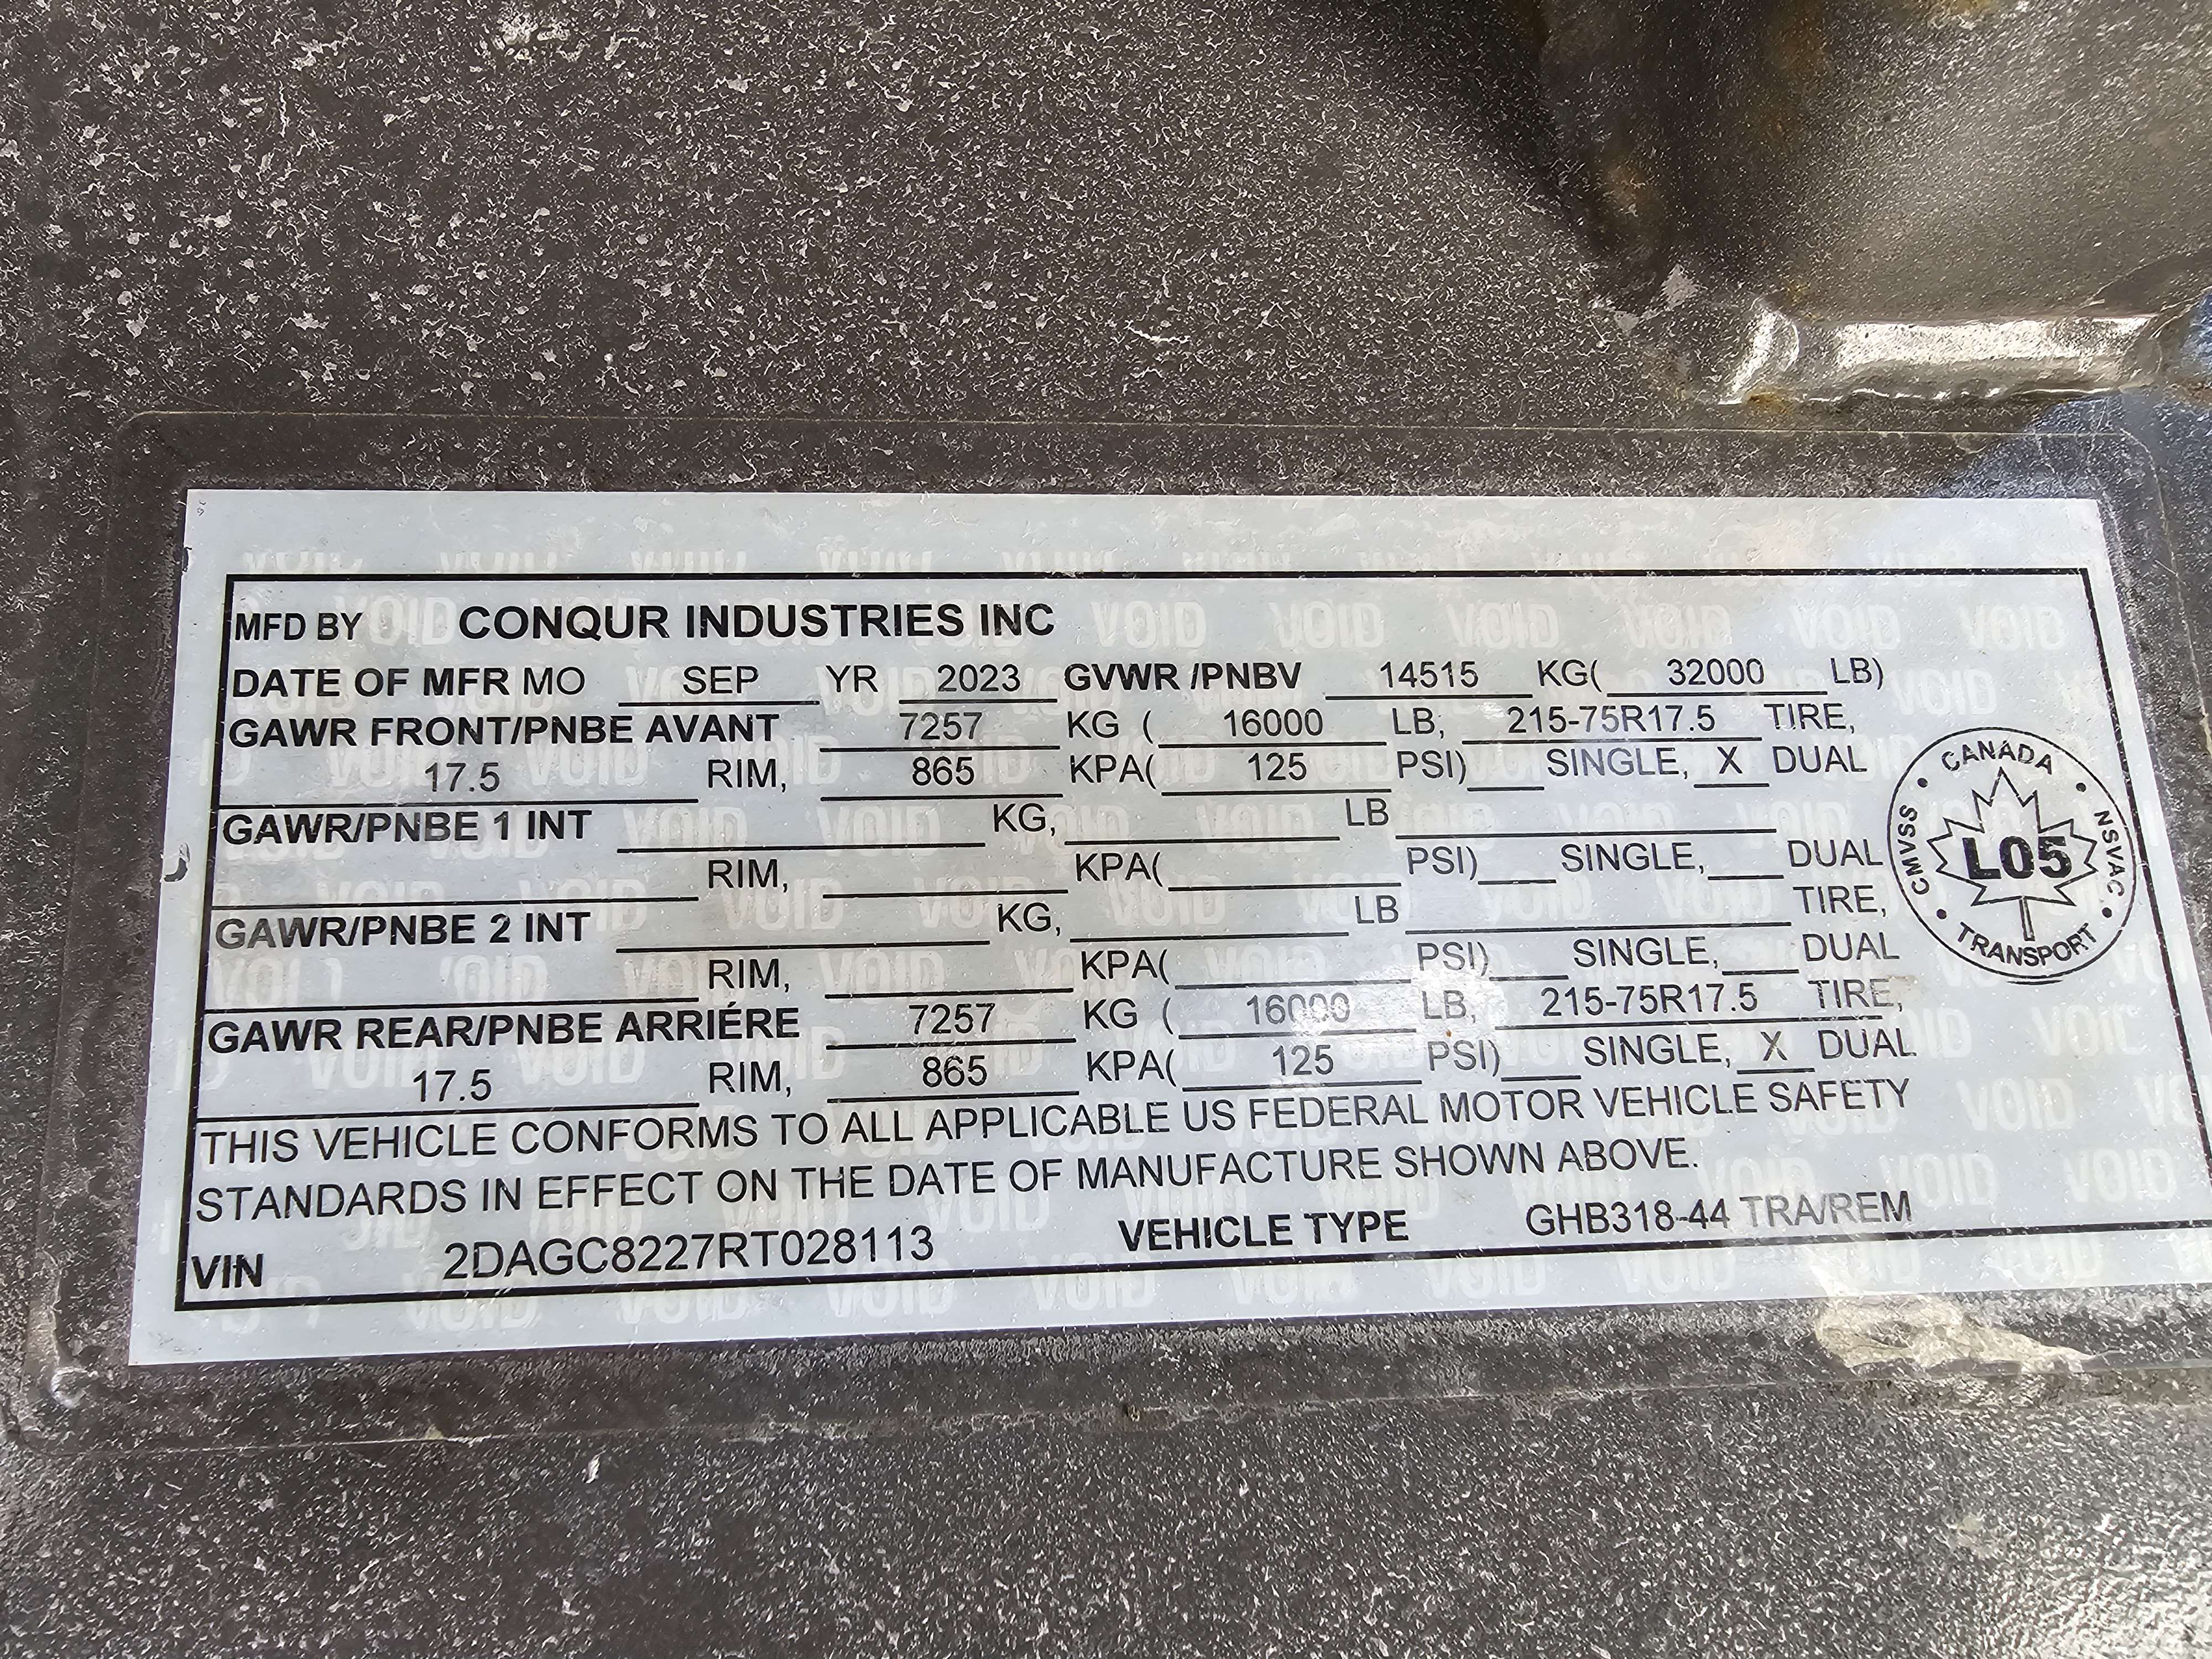 MFD BY CONQUR INDUSTRIES INC
DATE OF MFR MO SEP YR 2023 GVWR /PNBV 14515 KG( 32000 LB)
GAWR FRONT/PNBE AVANT 7257 KG ( 16000 LB, 215-75R17.5 TIRE,
17.5 RIM, 865 KPA( 125 PSI) SINGLE, X DUAL
GAWR/PNBE 1 INT KG, LB
RIM, KPA( PSI) SINGLE, DUAL
GAWR/PNBE 2 INT KG, LB TIRE,
RIM, KPA( PSI) SINGLE, DUAL
GAWR REAR/PNBE ARRIÉRE 7257 KG ( 16000 LB, 215-75R17.5 TIRE,
17.5 RIM, 865 KPA( 125 PSI) SINGLE, X DUAL
THIS VEHICLE CONFORMS TO ALL APPLICABLE US FEDERAL MOTOR VEHICLE SAFETY
STANDARDS IN EFFECT ON THE DATE OF MANUFACTURE SHOWN ABOVE.
VIN 2DAGC8227RT028113 VEHICLE TYPE GHB318-44 TRA/REM
CANADA
CMVSS
L05
NSVAC
TRANSPORT